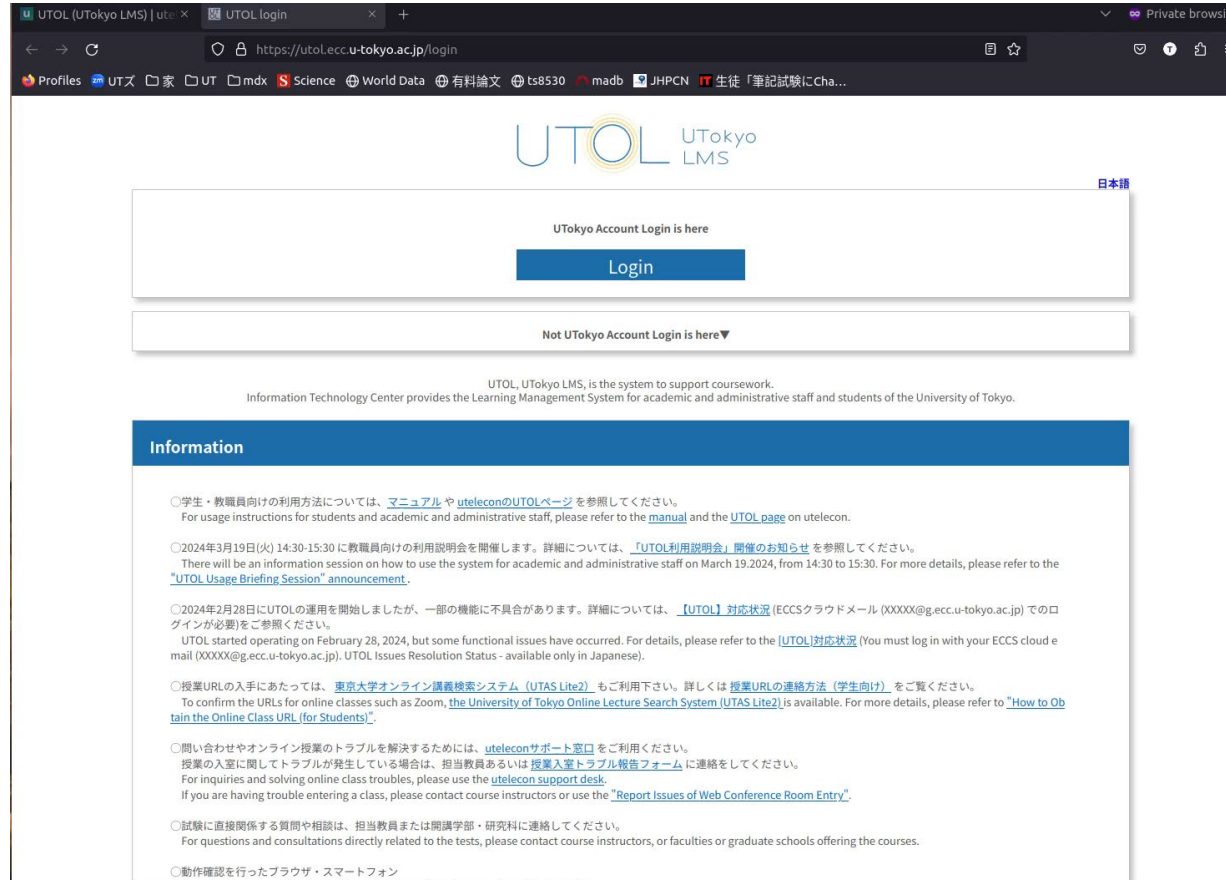 UTOL (UTokyo LMS) | ute
UTOL login
Private browsi
https://utol.ecc.u-tokyo.ac.jp/login
Profiles
UTズ
家
UT
mdx
Science
World Data
有料論文
ts8530
madb
JHPCN
生徒「筆記試験にCha...
UTOL UTokyo
LMS
日本語
UTokyo Account Login is here
Login
Not UTokyo Account Login is here▼
UTOL, UTokyo LMS, is the system to support coursework.
Information Technology Center provides the Learning Management System for academic and administrative staff and students of the University of Tokyo.
Information
○学生・教職員向けの利用方法については、マニュアル や uteleconのUTOLページ を参照してください。
For usage instructions for students and academic and administrative staff, please refer to the manual and the UTOL page on utelecon.
○2024年3月19日(火) 14:30-15:30 に教職員向けの利用説明会を開催します。詳細については、「UTOL利用説明会」開催のお知らせ を参照してください。
There will be an information session on how to use the system for academic and administrative staff on March 19.2024, from 14:30 to 15:30. For more details, please refer to the
"UTOL Usage Briefing Session" announcement .
○2024年2月28日にUTOLの運用を開始しましたが、一部の機能に不具合があります。詳細については、 【UTOL】対応状況 (ECCSクラウドメール (XXXXX@g.ecc.u-tokyo.ac.jp) でのロ
グインが必要)をご参照ください。
UTOL started operating on February 28, 2024, but some functional issues have occurred. For details, please refer to the [UTOL]対応状況 (You must log in with your ECCS cloud e
mail (XXXXX@g.ecc.u-tokyo.ac.jp). UTOL Issues Resolution Status - available only in Japanese).
○授業URLの入手にあたっては、 東京大学オンライン講義検索システム（UTAS Lite2） もご利用下さい。詳しくは 授業URLの連絡方法（学生向け） をご覧ください。
To confirm the URLs for online classes such as Zoom, the University of Tokyo Online Lecture Search System (UTAS Lite2) is available. For more details, please refer to "How to Ob
tain the Online Class URL (for Students)".
○問い合わせやオンライン授業のトラブルを解決するためには、uteleconサポート窓口 をご利用ください。
授業の入室に関してトラブルが発生している場合は、担当教員あるいは 授業入室トラブル報告フォーム に連絡をしてください。
For inquiries and solving online class troubles, please use the utelecon support desk.
If you are having trouble entering a class, please contact course instructors or use the "Report Issues of Web Conference Room Entry".
○試験に直接関係する質問や相談は、担当教員または開講学部・研究科に連絡してください。
For questions and consultations directly related to the tests, please contact course instructors, or faculties or graduate schools offering the courses.
○動作確認を行ったブラウザ・スマートフォン